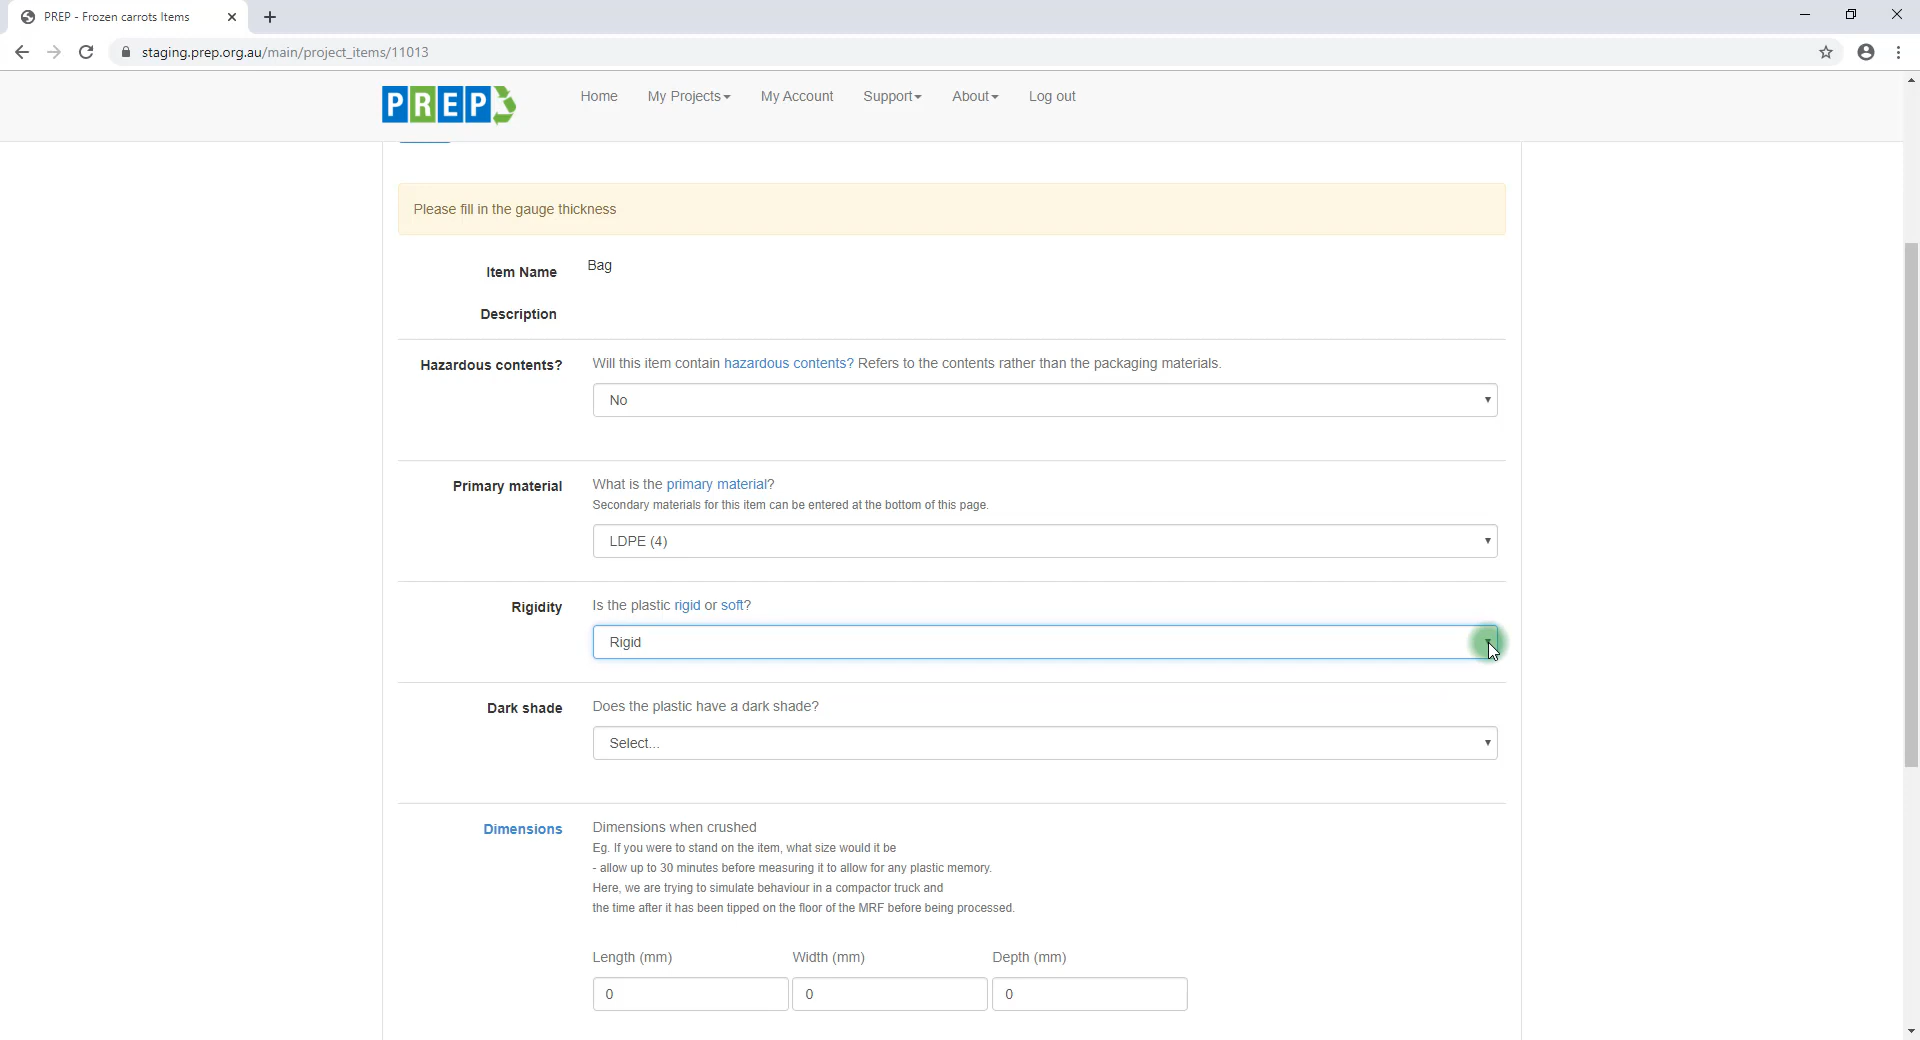 PREP - Frozen carrots Items
staging.prep.org.au/main/project_items/11013
PREP
Home
My Projects
My Account
Support
About
Log out
Please fill in the gauge thickness
Item Name
Bag
Description
Hazardous contents?
Will this item contain hazardous contents? Refers to the contents rather than the packaging materials.
No
Primary material
What is the primary material?
Secondary materials for this item can be entered at the bottom of this page.
LDPE (4)
Rigidity
Is the plastic rigid or soft?
Rigid
Dark shade
Does the plastic have a dark shade?
Select...
Dimensions
Dimensions when crushed
Eg. If you were to stand on the item, what size would it be
- allow up to 30 minutes before measuring it to allow for any plastic memory.
Here, we are trying to simulate behaviour in a compactor truck and
the time after it has been tipped on the floor of the MRF before being processed.
Length (mm)
Width (mm)
Depth (mm)
0
0
0